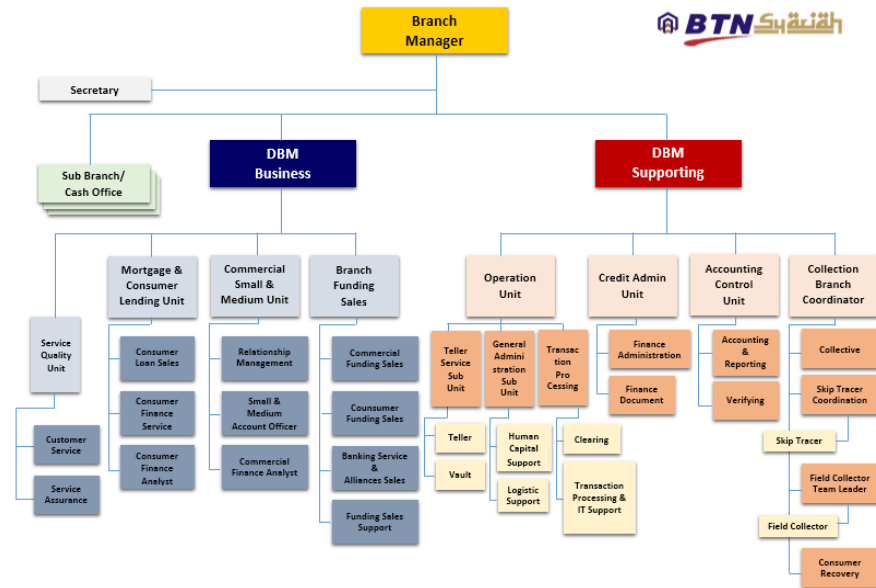 Branch
Manager
BTN Syariah
Secretary
Sub Branch/
Cash Office
DBM
Business
DBM
Supporting
Service
Quality
Unit
Mortgage &
Consumer
Lending Unit
Commercial
Small &
Medium Unit
Branch
Funding
Sales
Operation
Unit
Credit Admin
Unit
Accounting
Control
Unit
Collection
Branch
Coordinator
Customer
Service
Service
Assurance
Consumer
Loan Sales
Consumer
Finance
Service
Consumer
Finance
Analyst
Relationship
Management
Small &
Medium
Account Officer
Commercial
Finance Analyst
Commercial
Funding Sales
Counsumer
Funding Sales
Banking Service
&
Alliances Sales
Funding Sales
Support
Teller
Service Sub
Unit
General
Admini
stration Sub
Unit
Transac
tion
Pro
Cessing
Teller
Vault
Human
Capital
Support
Logistic
Support
Clearing
Transaction
Processing &
IT Support
Finance
Administration
Finance
Document
Accounting
&
Reporting
Verifying
Collective
Skip Tracer
Coordination
Skip Tracer
Field Collector
Team Leader
Field Collector
Consumer
Recovery